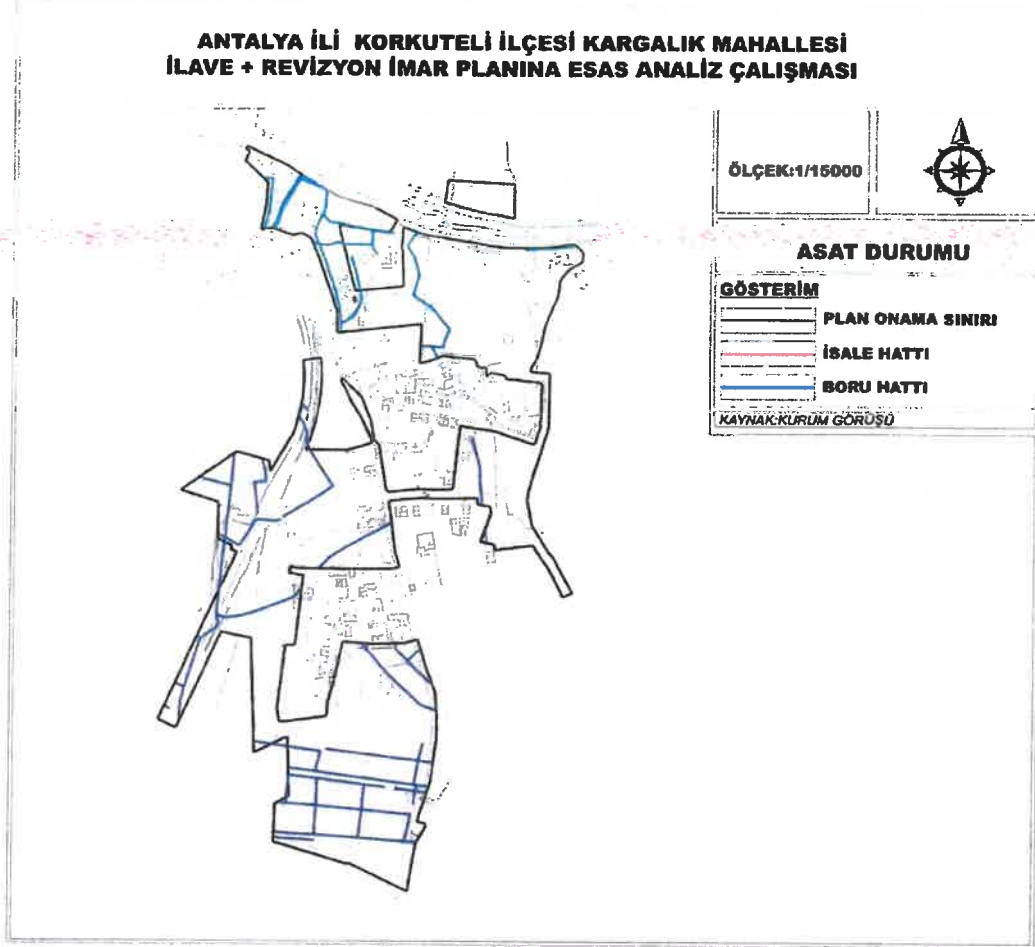 ANTALYA İLİ KORKUTELİ İLÇESİ KARGALIK MAHALLESİ
İLAVE + REVİZYON İMAR PLANINA ESAS ANALİZ ÇALIŞMASI
ÖLÇEK:1/15000
ASAT DURUMU
GÖSTERİM
PLAN ONAMA SINIRI
İSALE HATTI
BORU HATTI
KAYNAK:KURUM GÖRÜŞÜ